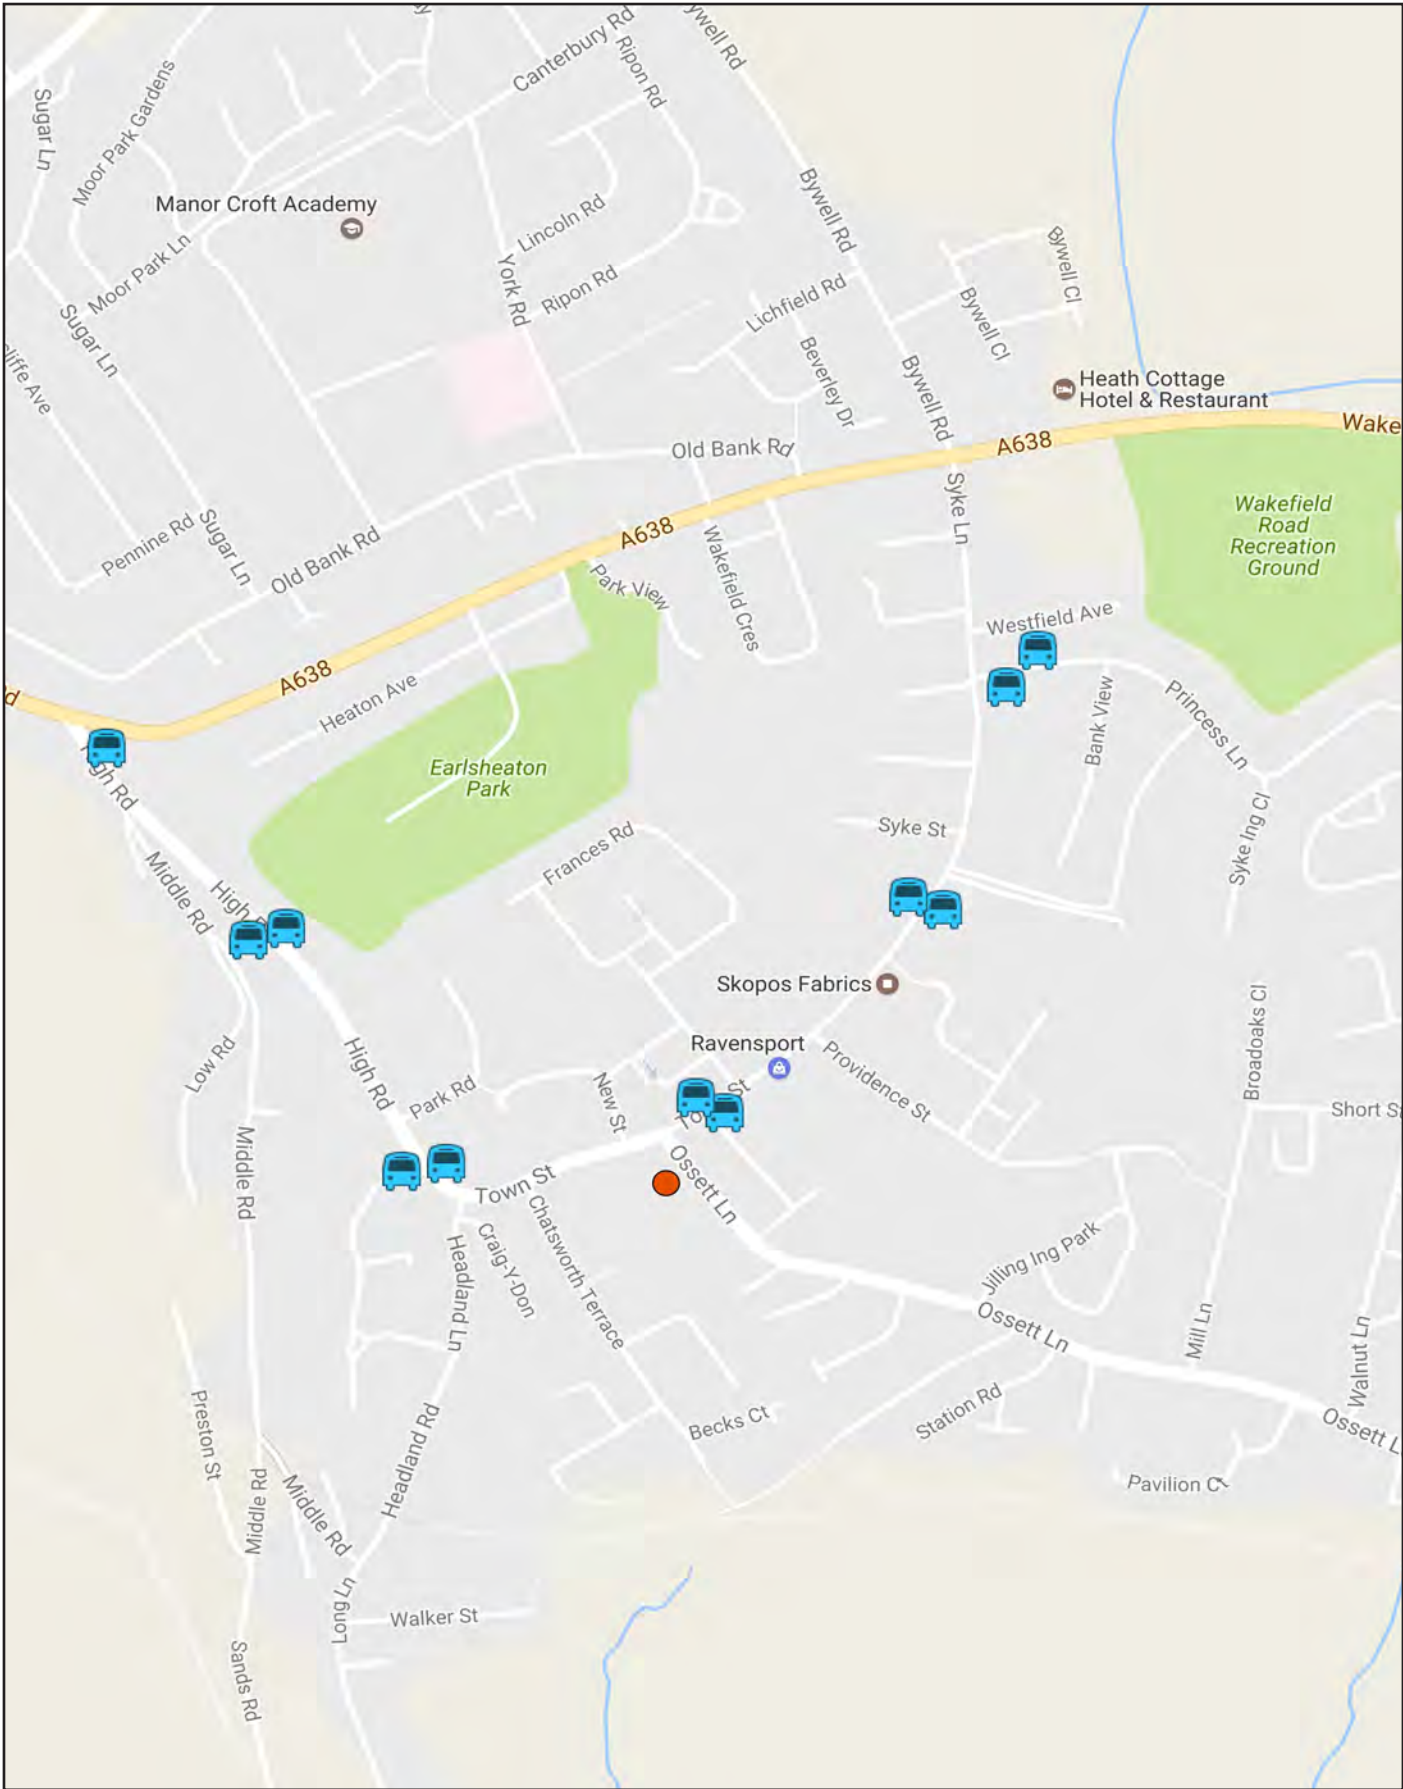 Canterbury Rd
Bywell Rd
Ripon Rd
Sugar Ln
Moor Park Gardens
Manor Croft Academy
Lincoln Rd
Bywell Rd
Moor Park Ln
York Rd
Ripon Rd
Lichfield Rd
Bywell Cl
Bywell Cl
Sugar Ln
Beverley Dr
Bywell Rd
Heath Cottage
Hotel & Restaurant
cliffe Ave
Wake
A638
Old Bank Rd
Syke Ln
Wakefield
Road
Recreation
Ground
Pennine Rd
Sugar Ln
Old Bank Rd
A638
Park View
Wakefield Cres
Westfield Ave
A638
Heaton Ave
d
Princess Ln
Bank View
High Rd
Earlsheaton
Park
Syke St
Syke Ing Cl
Frances Rd
Middle Rd
High R
Skopos Fabrics
Broadoaks Cl
Low Rd
High Rd
Ravensport
Providence St
Park Rd
New St
To St
Short S
Middle Rd
Ossett Ln
Town St
Chatsworth Terrace
Craig-Y-Don
Headland Ln
Jilling Ing Park
Ossett Ln
Mill Ln
Walnut Ln
Preston St
Headland Rd
Becks Ct
Station Rd
Ossett L
Middle Rd
Middle Rd
Pavilion Ct
Long Ln
Walker St
Sands Rd